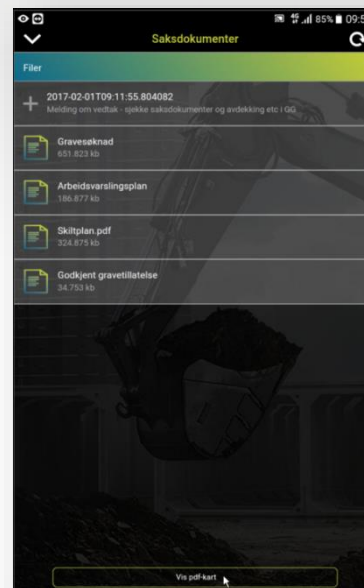 4G 85% 09:5
Saksdokumenter
Filer
2017-02-01T09:11:55.804082
Melding om vedtak - sjekke saksdokumenter og avdekking etc i GG
Gravesøknad
651.823 kb
Arbeidsvarslingsplan
186.877 kb
Skiltplan.pdf
324.875 kb
Godkjent gravetillatelse
34.753 kb
Vis pdf-kart